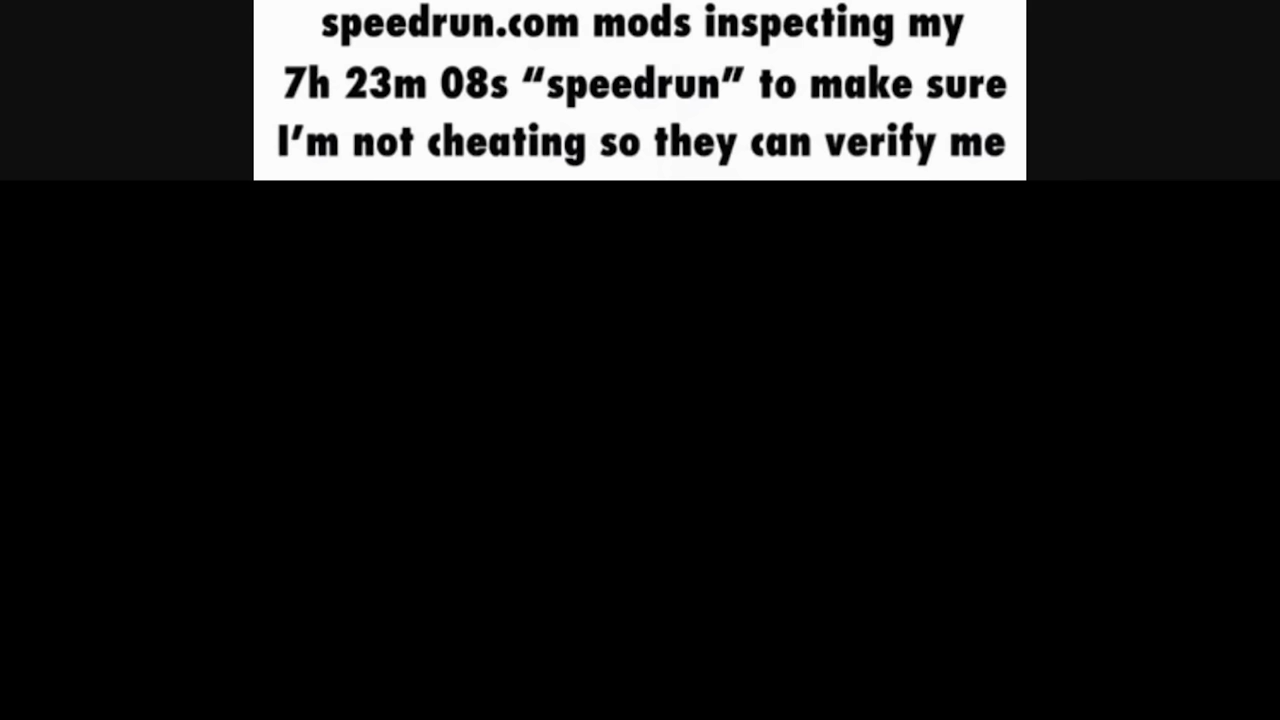 speedrun.com mods inspecting my
7h 23m 08s “speedrun” to make sure
I’m not cheating so they can verify me